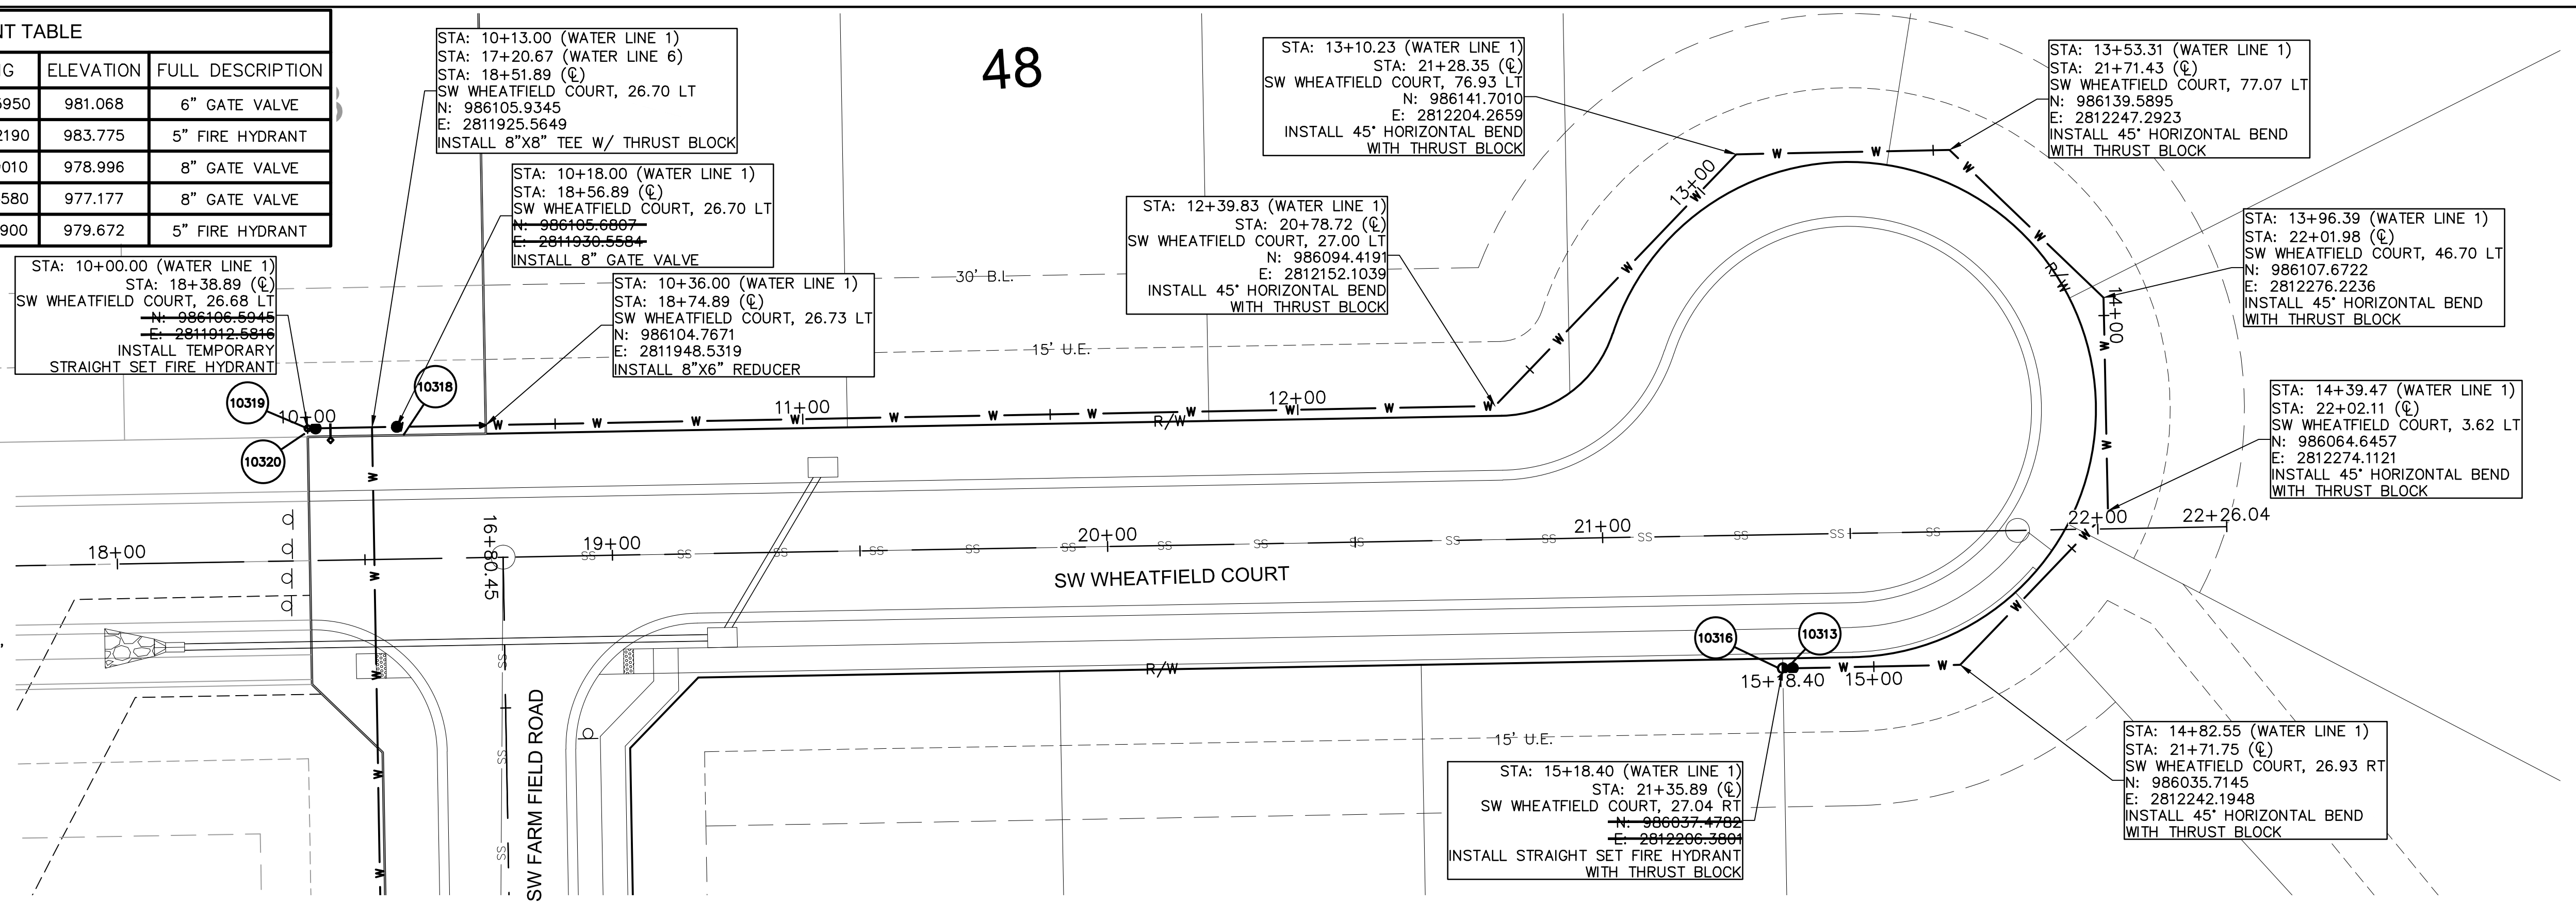 NT TABLE
G ELEVATION FULL DESCRIPTION
6950 981.068 6" GATE VALVE
2190 983.775 5" FIRE HYDRANT
010 978.996 8" GATE VALVE
580 977.177 8" GATE VALVE
900 979.672 5" FIRE HYDRANT
STA: 10+00.00 (WATER LINE 1)
STA: 18+38.89 (℄)
SW WHEATFIELD COURT, 26.68 LT
N: 986106.5945
E: 2811912.5816
INSTALL TEMPORARY
STRAIGHT SET FIRE HYDRANT
STA: 10+13.00 (WATER LINE 1)
STA: 17+20.67 (WATER LINE 6)
STA: 18+51.89 (℄)
SW WHEATFIELD COURT, 26.70 LT
N: 986105.9345
E: 2811925.5649
INSTALL 8"X8" TEE W/ THRUST BLOCK
STA: 10+18.00 (WATER LINE 1)
STA: 18+56.89 (℄)
SW WHEATFIELD COURT, 26.70 LT
N: 986105.6807
E: 2811930.5584
INSTALL 8" GATE VALVE
STA: 10+36.00 (WATER LINE 1)
STA: 18+74.89 (℄)
SW WHEATFIELD COURT, 26.73 LT
N: 986104.7671
E: 2811948.5319
INSTALL 8"X6" REDUCER
48
STA: 13+10.23 (WATER LINE 1)
STA: 21+28.35 (℄)
SW WHEATFIELD COURT, 76.93 LT
N: 986141.7010
E: 2812204.2659
INSTALL 45° HORIZONTAL BEND
WITH THRUST BLOCK
STA: 12+39.83 (WATER LINE 1)
STA: 20+78.72 (℄)
SW WHEATFIELD COURT, 27.00 LT
N: 986094.4191
E: 2812152.1039
INSTALL 45° HORIZONTAL BEND
WITH THRUST BLOCK
STA: 13+53.31 (WATER LINE 1)
STA: 21+71.43 (℄)
SW WHEATFIELD COURT, 77.07 LT
N: 986139.5895
E: 2812247.2923
INSTALL 45° HORIZONTAL BEND
WITH THRUST BLOCK
STA: 13+96.39 (WATER LINE 1)
STA: 22+01.98 (℄)
SW WHEATFIELD COURT, 46.70 LT
N: 986107.6722
E: 2812276.2236
INSTALL 45° HORIZONTAL BEND
WITH THRUST BLOCK
STA: 14+39.47 (WATER LINE 1)
STA: 22+02.11 (℄)
SW WHEATFIELD COURT, 3.62 LT
N: 986064.6457
E: 2812274.1121
INSTALL 45° HORIZONTAL BEND
WITH THRUST BLOCK
30' B.L.
15' U.E.
10319
10318
10320
10+00
11+00
12+00
13+00
14+00
R/W
R/W
18+00
16+80.45
19+00
20+00
21+00
22+00
22+26.04
SW WHEATFIELD COURT
SW FARM FIELD ROAD
R/W
10316
10313
15+18.40
15+00
15' U.E.
STA: 15+18.40 (WATER LINE 1)
STA: 21+35.89 (℄)
SW WHEATFIELD COURT, 27.04 RT
N: 986037.4782
E: 2812206.3801
INSTALL STRAIGHT SET FIRE HYDRANT
WITH THRUST BLOCK
STA: 14+82.55 (WATER LINE 1)
STA: 21+71.75 (℄)
SW WHEATFIELD COURT, 26.93 RT
N: 986035.7145
E: 2812242.1948
INSTALL 45° HORIZONTAL BEND
WITH THRUST BLOCK